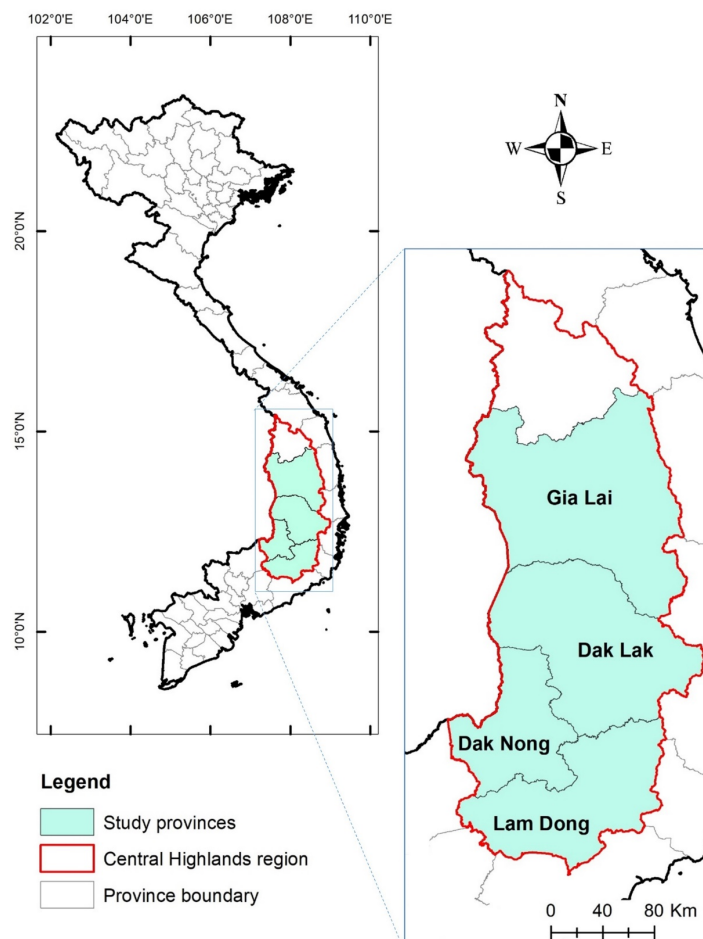 102°0'E 104°0'E 106°0'E 108°0'E 110°0'E
N
W E
S
20°0'N
15°0'N
10°0'N
Gia Lai
Dak Lak
Dak Nong
Lam Dong
Legend
Study provinces
Central Highlands region
Province boundary
0 40 80 Km